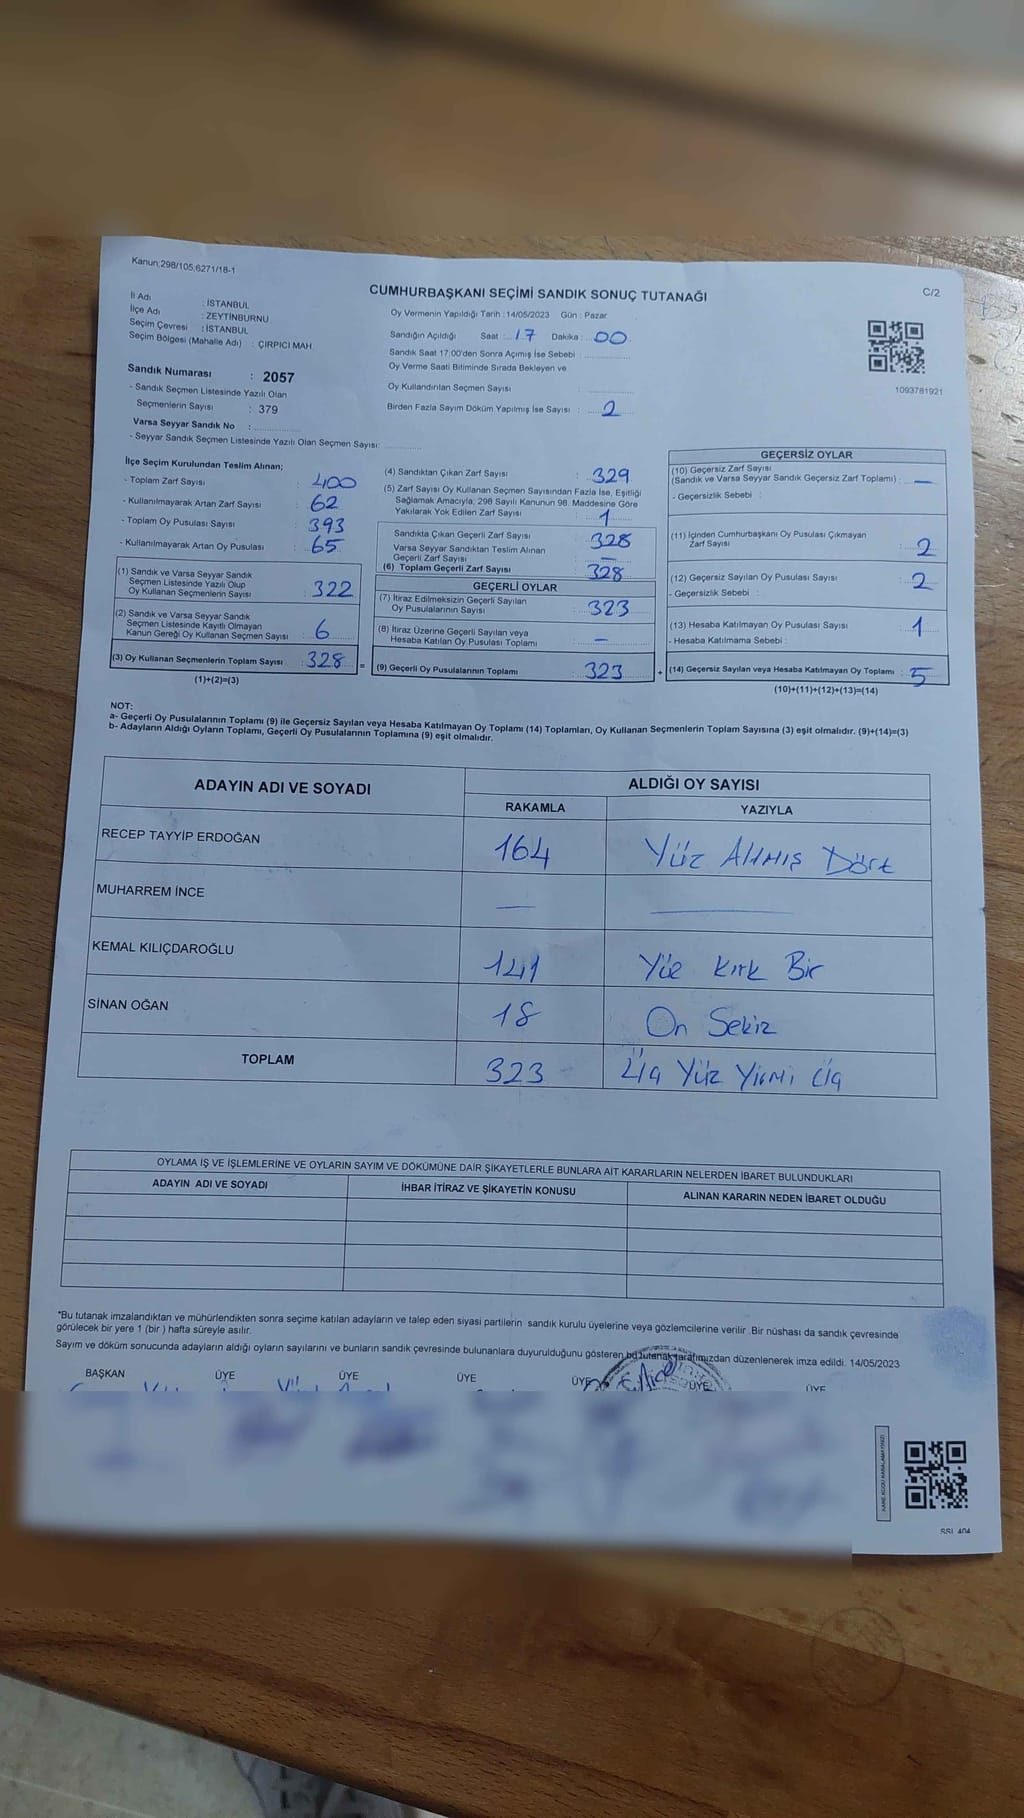 Kanun;298/105;6271/18-1
C/2
CUMHURBAŞKANI SEÇİMİ SANDIK SONUÇ TUTANAĞI
İl Adı : İSTANBUL
İlçe Adı : ZEYTİNBURNU
Seçim Çevresi : İSTANBUL
Seçim Bölgesi (Mahalle Adı) : ÇIRPICI MAH.
Oy Vermenin Yapıldığı Tarih : 14/05/2023 Gün : Pazar
Sandığın Açıldığı Saat : 17 Dakika : 00
Sandık Saat 17:00'den Sonra Açımış İse Sebebi :
Oy Verme Saati Bitiminde Sırada Bekleyen ve
Oy Kullandırılan Seçmen Sayısı :
Birden Fazla Sayım Döküm Yapılmış İse Sayısı : 2
1093781921
Sandık Numarası : 2057
- Sandık Seçmen Listesinde Yazılı Olan
Seçmenlerin Sayısı : 379
Varsa Seyyar Sandık No :
- Seyyar Sandık Seçmen Listesinde Yazılı Olan Seçmen Sayısı:
İlçe Seçim Kurulundan Teslim Alınan;
- Toplam Zarf Sayısı : 400
- Kullanılmayarak Artan Zarf Sayısı : 62
- Toplam Oy Pusulası Sayısı : 393
- Kullanılmayarak Artan Oy Pusulası : 65
(1) Sandık ve Varsa Seyyar Sandık
Seçmen Listesinde Yazılı Olup
Oy Kullanan Seçmenlerin Sayısı : 322
(2) Sandık ve Varsa Seyyar Sandık
Seçmen Listesinde Kayıtlı Olmayan
Kanun Gereği Oy Kullanan Seçmen Sayısı : 6
(3) Oy Kullanan Seçmenlerin Toplam Sayısı : 328
(1)+(2)=(3)
=
(4) Sandıktan Çıkan Zarf Sayısı : 329
(5) Zarf Sayısı Oy Kullanan Seçmen Sayısından Fazla İse, Eşitliği
Sağlamak Amacıyla, 298 Sayılı Kanunun 98. Maddesine Göre
Yakılarak Yok Edilen Zarf Sayısı : 1
Sandıkta Çıkan Geçerli Zarf Sayısı : 328
Varsa Seyyar Sandıktan Teslim Alınan
Geçerli Zarf Sayısı : —
(6) Toplam Geçerli Zarf Sayısı : 328
GEÇERLİ OYLAR
(7) İtiraz Edilmeksizin Geçerli Sayılan
Oy Pusulalarının Sayısı : 323
(8) İtiraz Üzerine Geçerli Sayılan veya
Hesaba Katılan Oy Pusulası Toplamı : —
(9) Geçerli Oy Pusulalarının Toplamı : 323
+
GEÇERSİZ OYLAR
(10) Geçersiz Zarf Sayısı
(Sandık ve Varsa Seyyar Sandık Geçersiz Zarf Toplamı) : —
- Geçersizlik Sebebi :
(11) İçinden Cumhurbaşkanı Oy Pusulası Çıkmayan
Zarf Sayısı : 2
(12) Geçersiz Sayılan Oy Pusulası Sayısı : 2
- Geçersizlik Sebebi :
(13) Hesaba Katılmayan Oy Pusulası Sayısı : 1
- Hesaba Katılmama Sebebi :
(14) Geçersiz Sayılan veya Hesaba Katılmayan Oy Toplamı : 5
(10)+(11)+(12)+(13)=(14)
NOT:
a- Geçerli Oy Pusulalarının Toplamı (9) ile Geçersiz Sayılan veya Hesaba Katılmayan Oy Toplamı (14) Toplamları, Oy Kullanan Seçmenlerin Toplam Sayısına (3) eşit olmalıdır. (9)+(14)=(3)
b- Adayların Aldığı Oyların Toplamı, Geçerli Oy Pusulalarının Toplamına (9) eşit olmalıdır.
ADAYIN ADI VE SOYADI ALDIĞI OY SAYISI
RAKAMLA YAZIYLA
RECEP TAYYİP ERDOĞAN 164 Yüz Altmış Dört
MUHARREM İNCE — —
KEMAL KILIÇDAROĞLU 141 Yüz Kırk Bir
SİNAN OĞAN 18 On Sekiz
TOPLAM 323 Üç Yüz Yirmi Üç
OYLAMA İŞ VE İŞLEMLERİNE VE OYLARIN SAYIM VE DÖKÜMÜNE DAİR ŞİKAYETLERLE BUNLARA AİT KARARLARIN NELERDEN İBARET BULUNDUKLARI
ADAYIN ADI VE SOYADI İHBAR İTİRAZ VE ŞİKAYETİN KONUSU ALINAN KARARIN NEDEN İBARET OLDUĞU
*Bu tutanak imzalandıktan ve mühürlendikten sonra seçime katılan adayların ve talep eden siyasi partilerin sandık kurulu üyelerine veya gözlemcilerine verilir .Bir nüshası da sandık çevresinde
görülecek bir yere 1 (bir ) hafta süreyle asılır.
Sayım ve döküm sonucunda adayların aldığı oyların sayılarını ve bunların sandık çevresinde bulunanlara duyurulduğunu gösteren bu tutanak tarafımızdan düzenlenerek imza edildi. 14/05/2023
BAŞKAN ÜYE ÜYE ÜYE ÜYE ÜYE ÜYE
SSL 404